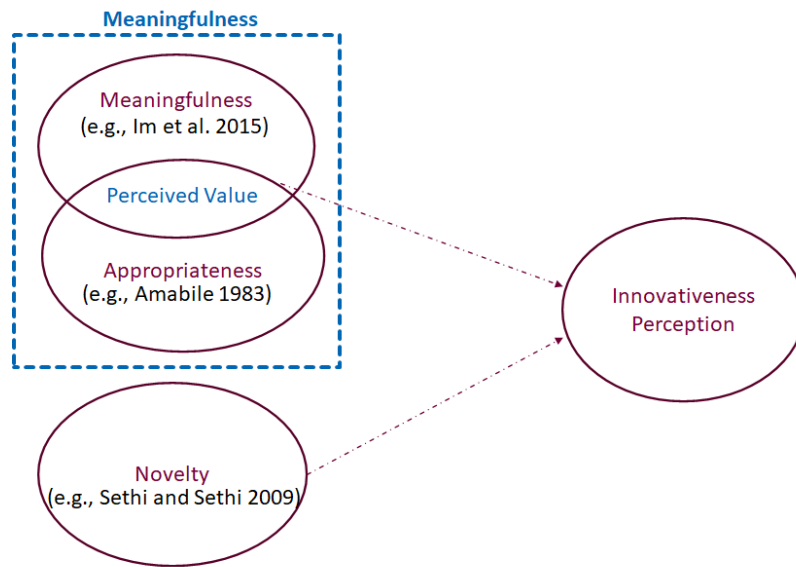 Meaningfulness
Meaningfulness
(e.g., Im et al. 2015)
Perceived Value
Appropriateness
(e.g., Amabile 1983)
Innovativeness
Perception
Novelty
(e.g., Sethi and Sethi 2009)